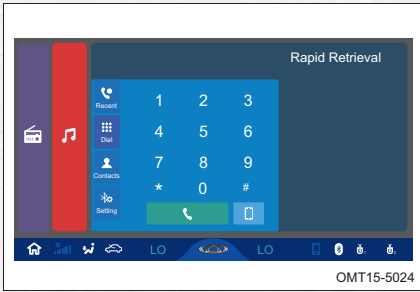 Rapid Retrieval
Recent
1 2 3
Dial
4 5 6
Contacts
7 8 9
* 0 #
Setting
LO LO
OMT15-5024